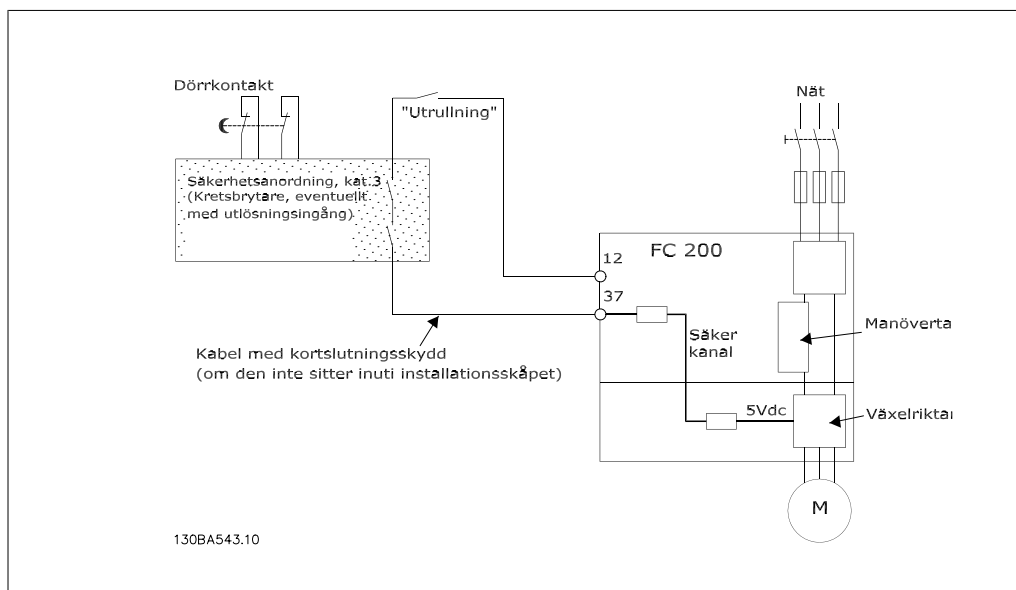 Dörrkontakt
"Utrullning"
Nät
Säkerhetsanordning, kat.3
(Kretsbrytare, eventuellt
med utlösningsingång)
FC 200
12
37
Säker
kanal
Manöverta
Kabel med kortslutningsskydd
(om den inte sitter inuti installationsskåpet)
5Vdc
Växelriktar
M
130BA543.10